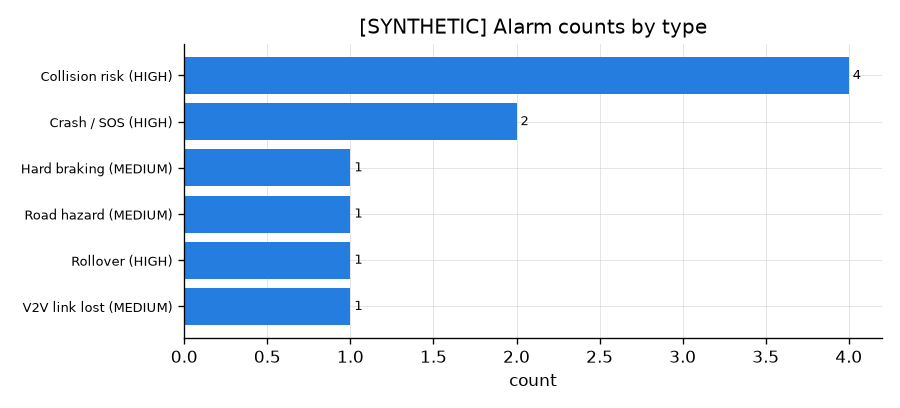 [SYNTHETIC] Alarm counts by type
Collision risk (HIGH) 4
Crash / SOS (HIGH) 2
Hard braking (MEDIUM) 1
Road hazard (MEDIUM) 1
Rollover (HIGH) 1
V2V link lost (MEDIUM) 1
0.0 0.5 1.0 1.5 2.0 2.5 3.0 3.5 4.0
count